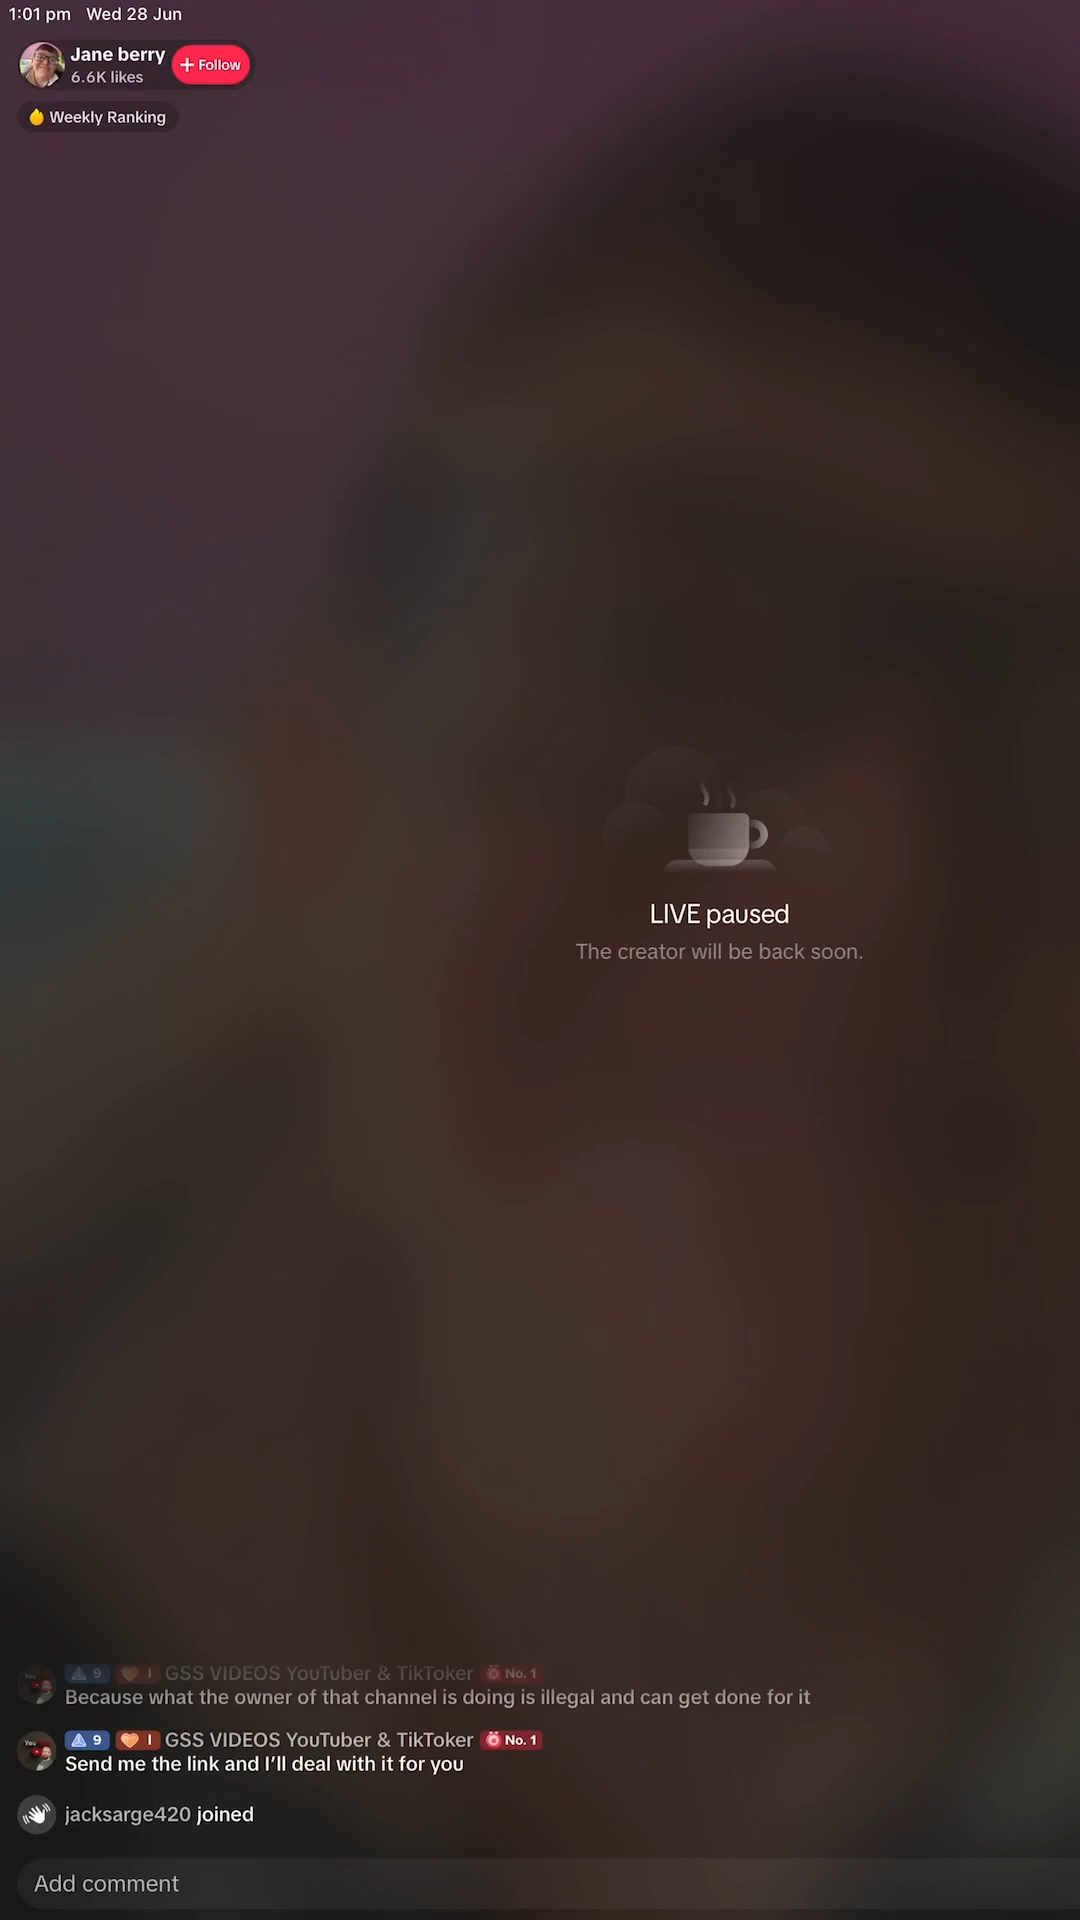 1:01 pm Wed 28 Jun
Jane berry
6.6K likes
+ Follow
Weekly Ranking
LIVE paused
The creator will be back soon.
9 I GSS VIDEOS YouTuber & TikToker No. 1
Because what the owner of that channel is doing is illegal and can get done for it
You
9 I GSS VIDEOS YouTuber & TikToker No. 1
Send me the link and I'll deal with it for you
jacksarge420 joined
Add comment